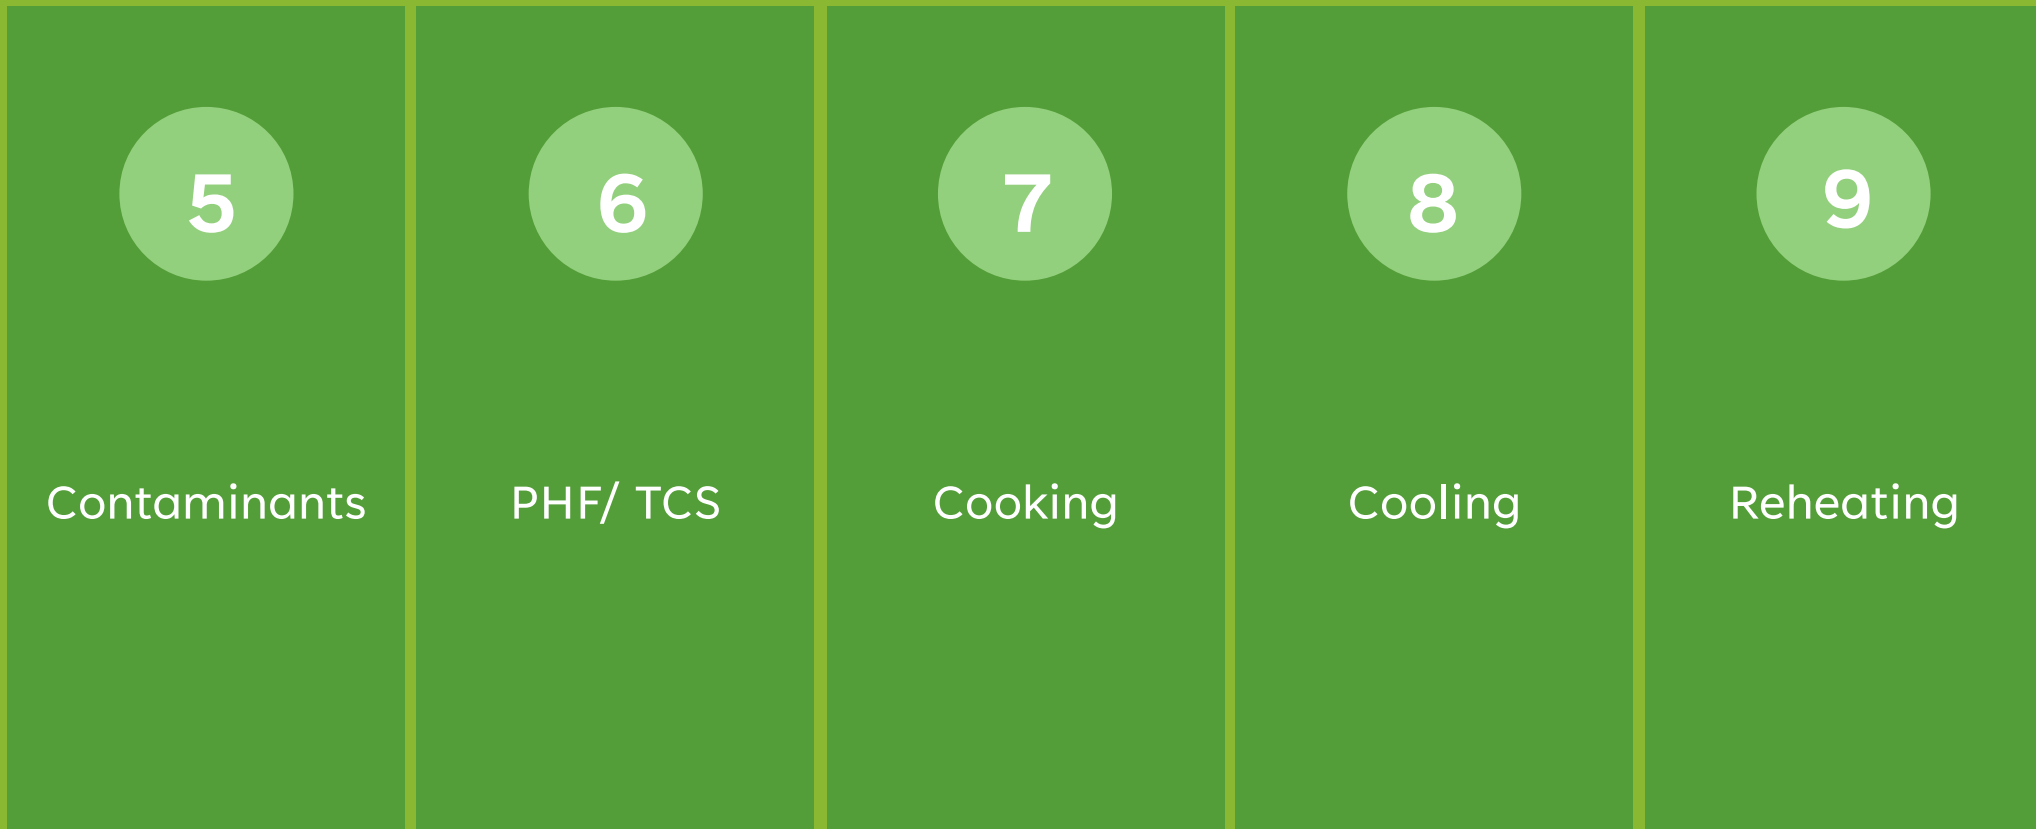 5
Contaminants
6
PHF/ TCS
7
Cooking
8
Cooling
9
Reheating